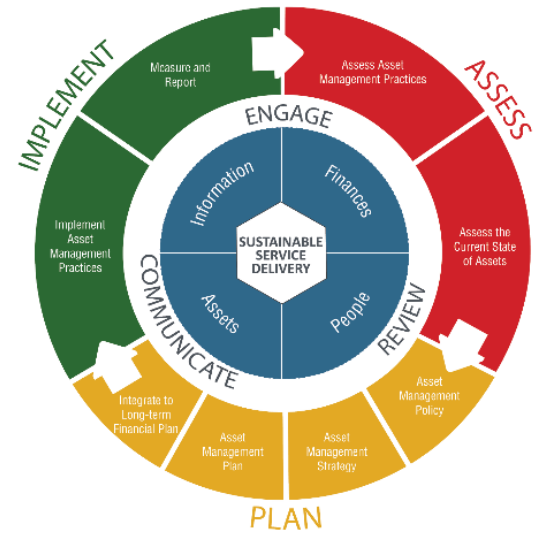 IMPLEMENT
Measure and
Report
Assess Asset
Management Practices
ASSESS
ENGAGE
Information
Finances
Implement
Asset
Management
Practices
SUSTAINABLE
SERVICE
DELIVERY
Assess the
Current State
of Assets
COMMUNICATE
Assets
People
REVIEW
Integrate to
Long-term
Financial Plan
Asset
Management
Plan
Asset
Management
Strategy
Asset
Management
Policy
PLAN